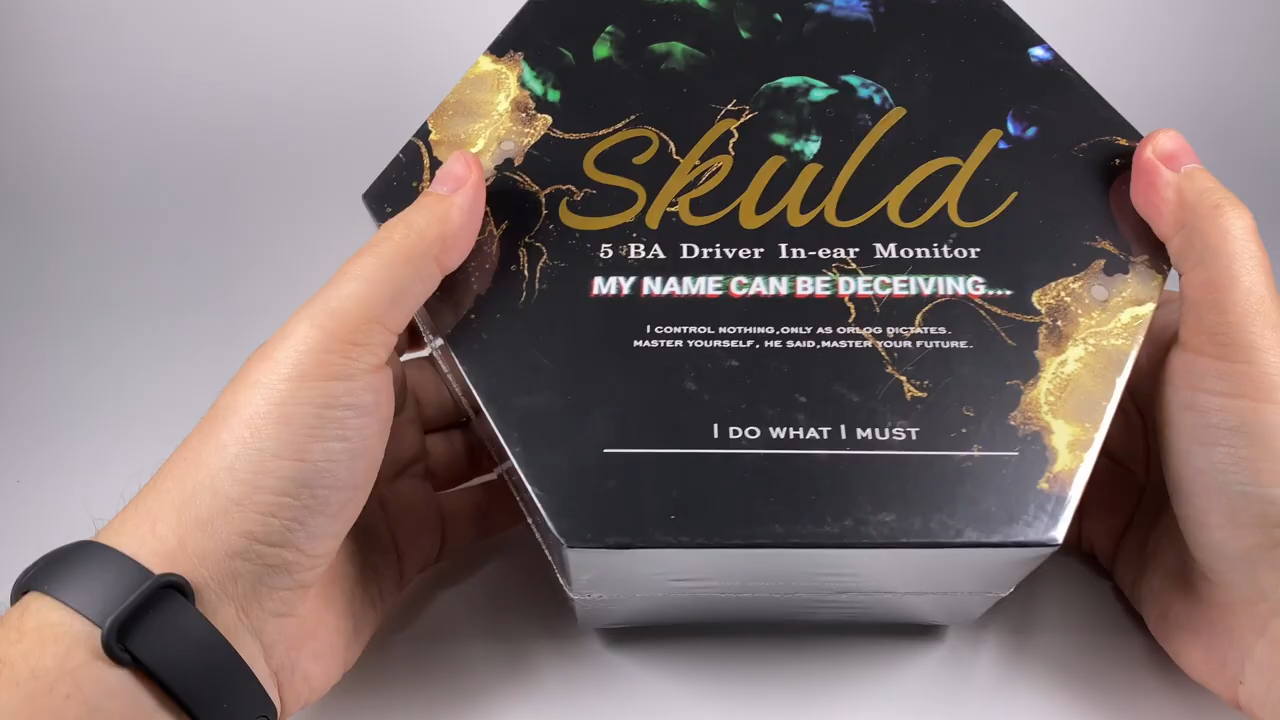 Skuld
5 BA Driver In-ear Monitor
MY NAME CAN BE DECEIVING...
I CONTROL NOTHING,ONLY AS ORLOG DICTATES.
MASTER YOURSELF, HE SAID,MASTER YOUR FUTURE.
I DO WHAT I MUST